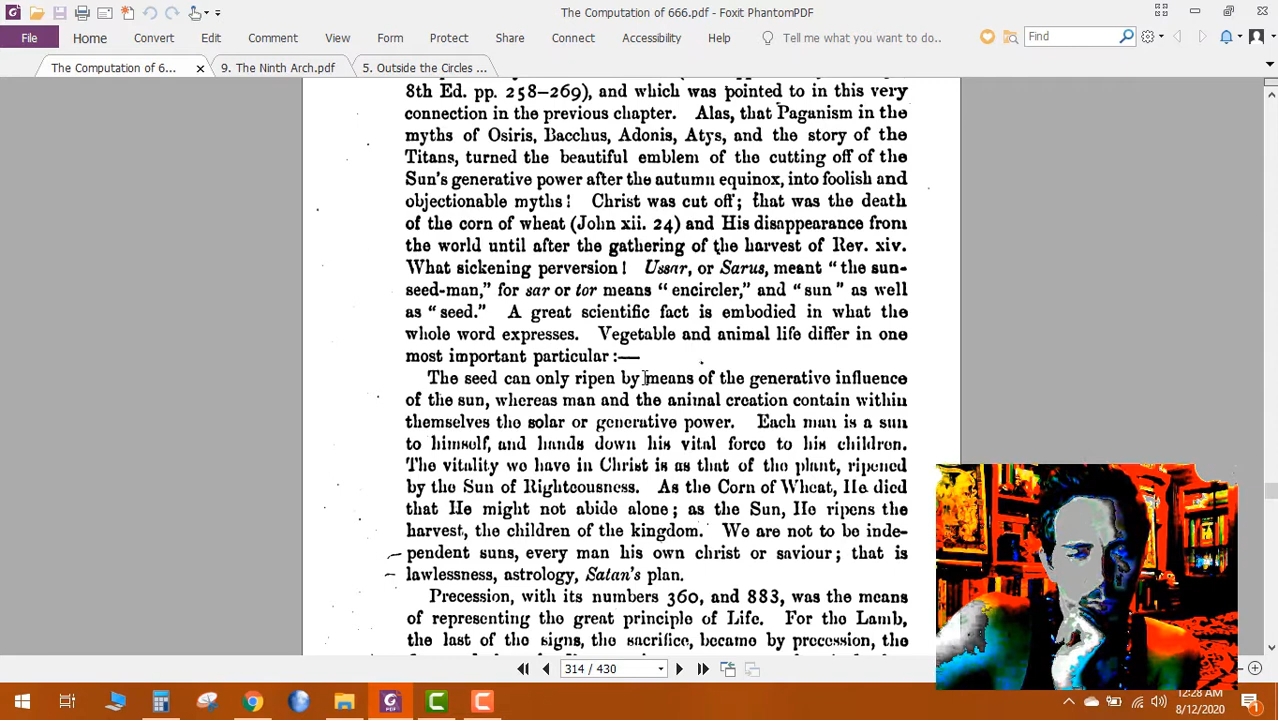 The Computation of 666.pdf - Foxit PhantomPDF
File Home Convert Edit Comment View Form Protect Share Connect Accessibility Help Tell me what you want to do.. Find
The Computation of 6... 9. The Ninth Arch.pdf 5. Outside the Circles ...
8th Ed. pp. 258–269), and which was pointed to in this very
connection in the previous chapter. Alas, that Paganism in the
myths of Osiris, Bacchus, Adonis, Atys, and the story of the
Titans, turned the beautiful emblem of the cutting off of the
Sun's generative power after the autumn equinox, into foolish and
objectionable myths! Christ was cut off; that was the death
of the corn of wheat (John xii. 24) and His disappearance from
the world until after the gathering of the harvest of Rev. xiv.
What sickening perversion! Ussar, or Sarus, meant "the sun-
seed-man," for sar or tor means "encircler," and "sun" as well
as "seed." A great scientific fact is embodied in what the
whole word expresses. Vegetable and animal life differ in one
most important particular:—
The seed can only ripen by means of the generative influence
of the sun, whereas man and the animal creation contain within
themselves the solar or generative power. Each man is a sun
to himself, and hands down his vital force to his children.
The vitality we have in Christ is as that of the plant, ripened
by the Sun of Righteousness. As the Corn of Wheat, He died
that He might not abide alone; as the Sun, He ripens the
harvest, the children of the kingdom. We are not to be inde-
pendent suns, every man his own christ or saviour; that is
lawlessness, astrology, Satan's plan.
Precession, with its numbers 360, and 883, was the means
of representing the great principle of Life. For the Lamb,
the last of the signs, the sacrifice, became by precession, the
314 / 430
12:28 AM
8/12/2020